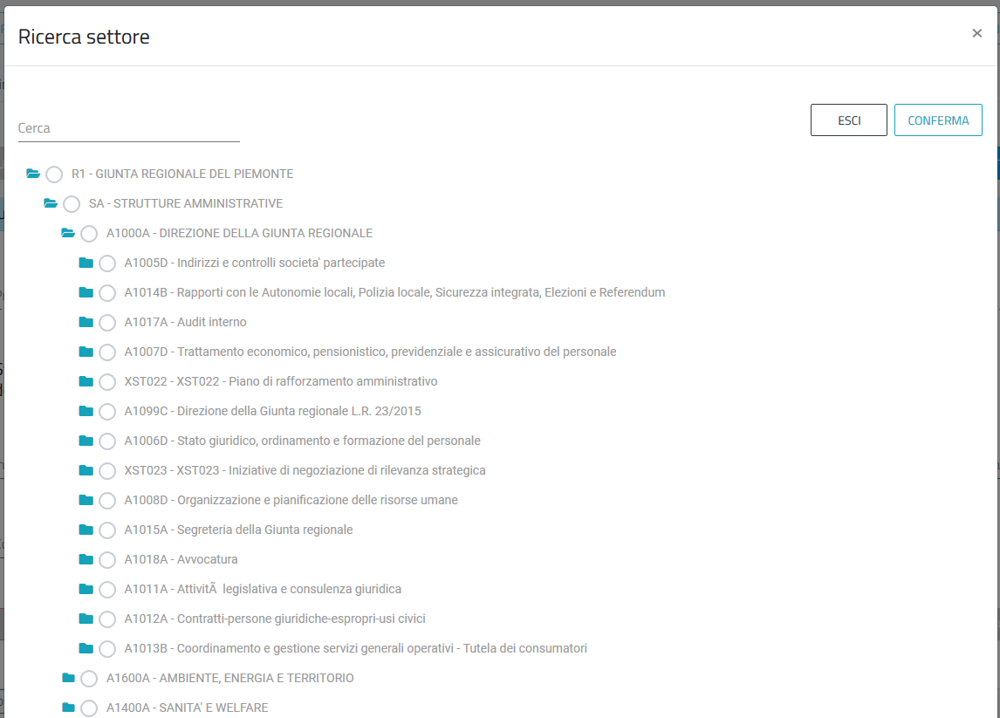 Ricerca settore
×
Cerca
ESCI
CONFERMA
R1 - GIUNTA REGIONALE DEL PIEMONTE
SA - STRUTTURE AMMINISTRATIVE
A1000A - DIREZIONE DELLA GIUNTA REGIONALE
A1005D - Indirizzi e controlli societa' partecipate
A1014B - Rapporti con le Autonomie locali, Polizia locale, Sicurezza integrata, Elezioni e Referendum
A1017A - Audit interno
A1007D - Trattamento economico, pensionistico, previdenziale e assicurativo del personale
XST022 - XST022 - Piano di rafforzamento amministrativo
A1099C - Direzione della Giunta regionale L.R. 23/2015
A1006D - Stato giuridico, ordinamento e formazione del personale
XST023 - XST023 - Iniziative di negoziazione di rilevanza strategica
A1008D - Organizzazione e pianificazione delle risorse umane
A1015A - Segreteria della Giunta regionale
A1018A - Avvocatura
A1011A - AttivitÃ  legislativa e consulenza giuridica
A1012A - Contratti-persone giuridiche-espropri-usi civici
A1013B - Coordinamento e gestione servizi generali operativi - Tutela dei consumatori
A1600A - AMBIENTE, ENERGIA E TERRITORIO
A1400A - SANITA' E WELFARE